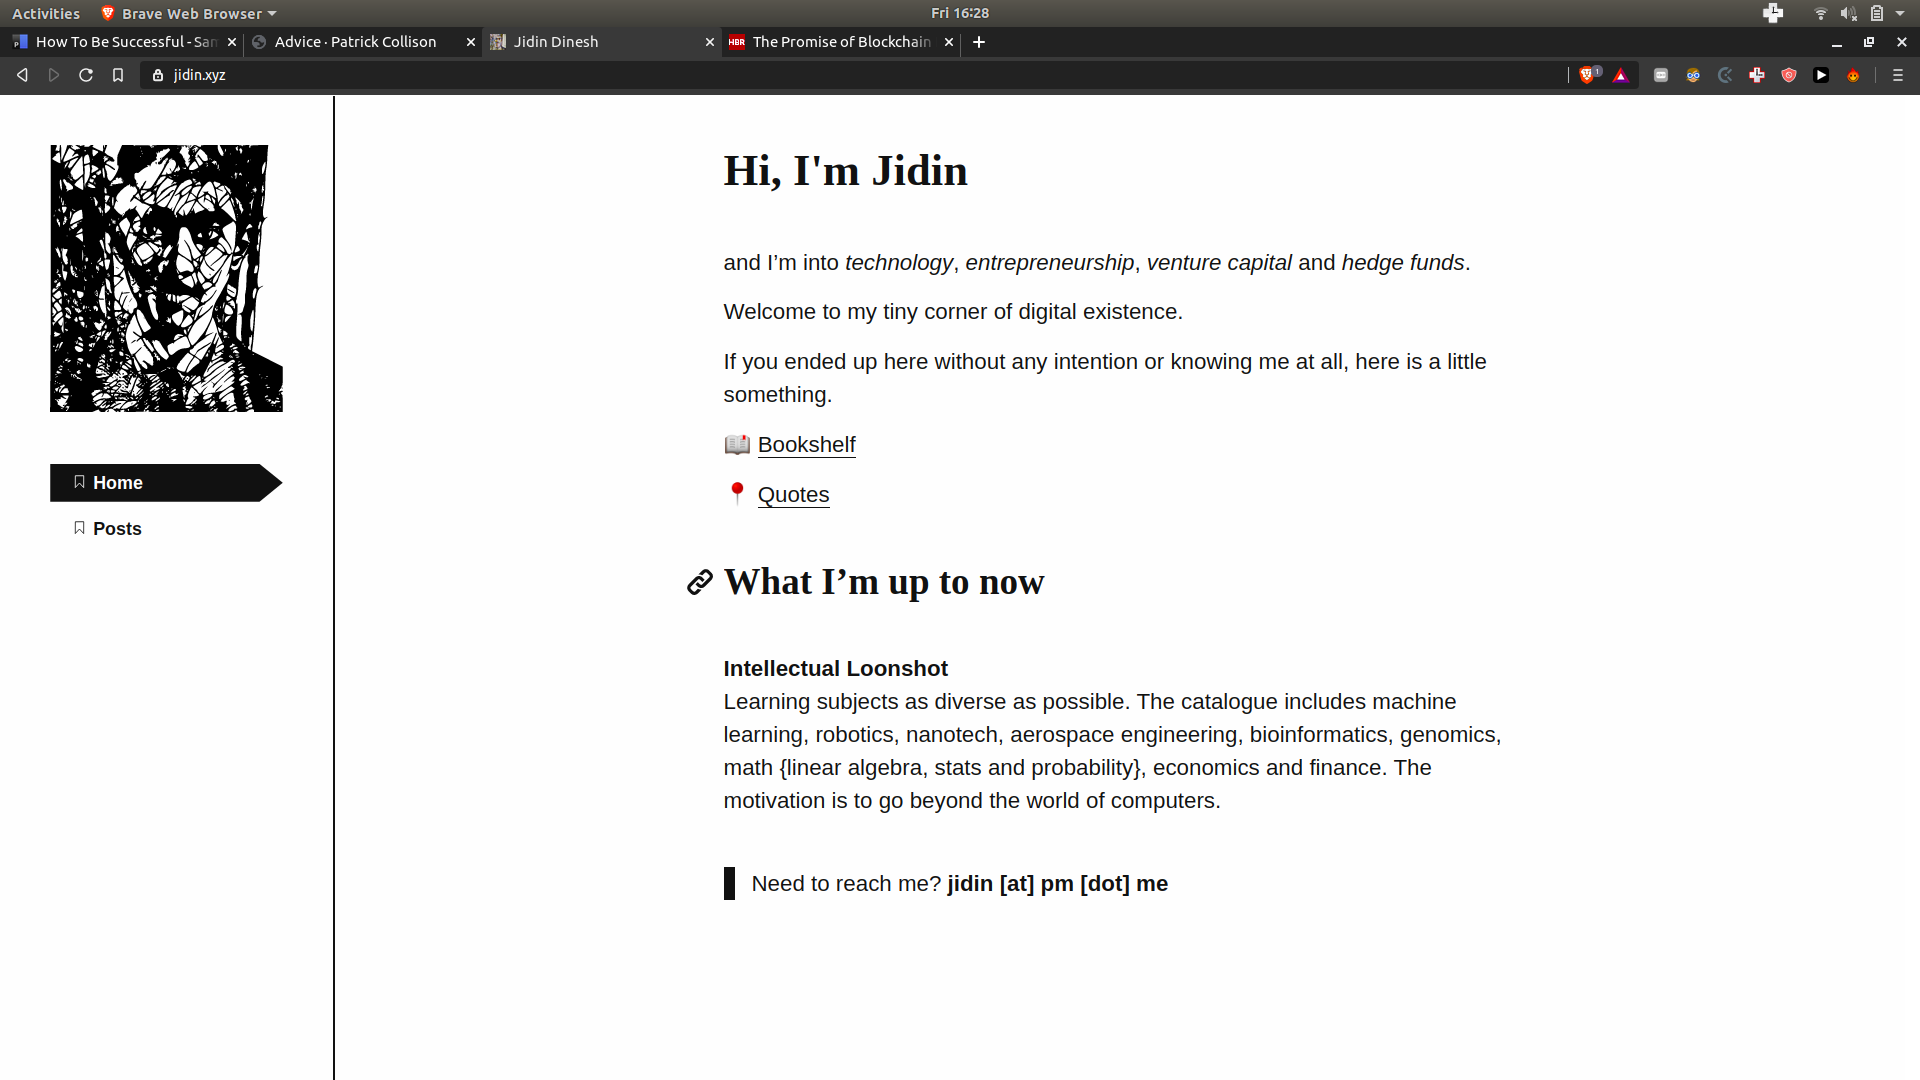 Activities
Brave Web Browser
Fri 16:28
How To Be Successful - Sam
Advice · Patrick Collison
Jidin Dinesh
HBR
The Promise of Blockchain
jidin.xyz
1
Hi, I'm Jidin
and I’m into technology, entrepreneurship, venture capital and hedge funds.
Welcome to my tiny corner of digital existence.
If you ended up here without any intention or knowing me at all, here is a little
something.
Bookshelf
Quotes
Home
Posts
What I’m up to now
Intellectual Loonshot
Learning subjects as diverse as possible. The catalogue includes machine
learning, robotics, nanotech, aerospace engineering, bioinformatics, genomics,
math {linear algebra, stats and probability}, economics and finance. The
motivation is to go beyond the world of computers.
Need to reach me? jidin [at] pm [dot] me